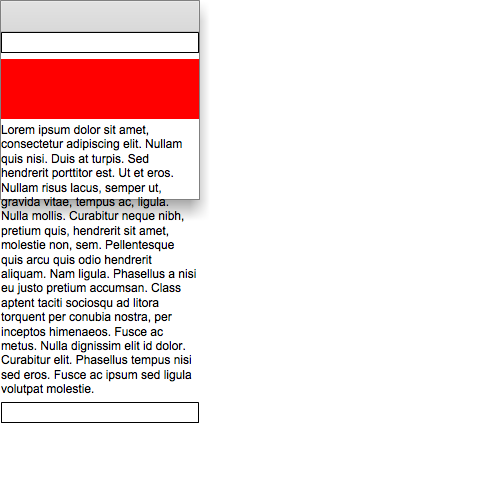 Lorem ipsum dolor sit amet,
consectetur adipiscing elit. Nullam
quis nisi. Duis at turpis. Sed
hendrerit porttitor est. Ut et eros.
Nullam risus lacus, semper ut,
gravida vitae, tempus ac, ligula.
Nulla mollis. Curabitur neque nibh,
pretium quis, hendrerit sit amet,
molestie non, sem. Pellentesque
quis arcu quis odio hendrerit
aliquam. Nam ligula. Phasellus a nisi
eu justo pretium accumsan. Class
aptent taciti sociosqu ad litora
torquent per conubia nostra, per
inceptos himenaeos. Fusce ac
metus. Nulla dignissim elit id dolor.
Curabitur elit. Phasellus tempus nisi
sed eros. Fusce ac ipsum sed ligula
volutpat molestie.